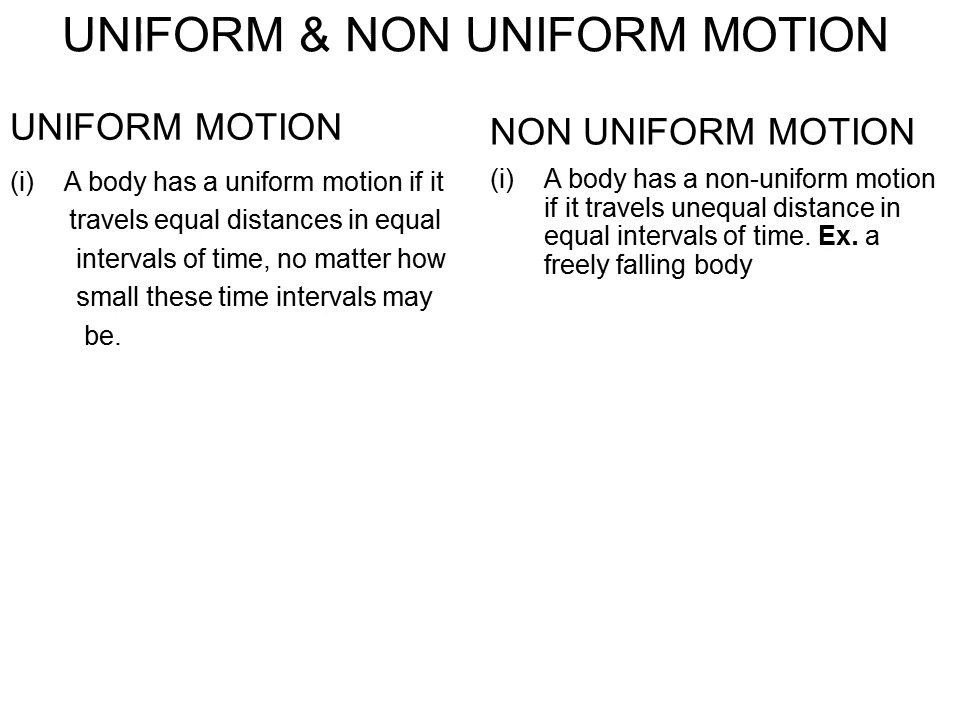 UNIFORM & NON UNIFORM MOTION
UNIFORM MOTION
(i) A body has a uniform motion if it
travels equal distances in equal
intervals of time, no matter how
small these time intervals may
be.
NON UNIFORM MOTION
(i) A body has a non-uniform motion
if it travels unequal distance in
equal intervals of time. Ex. a
freely falling body